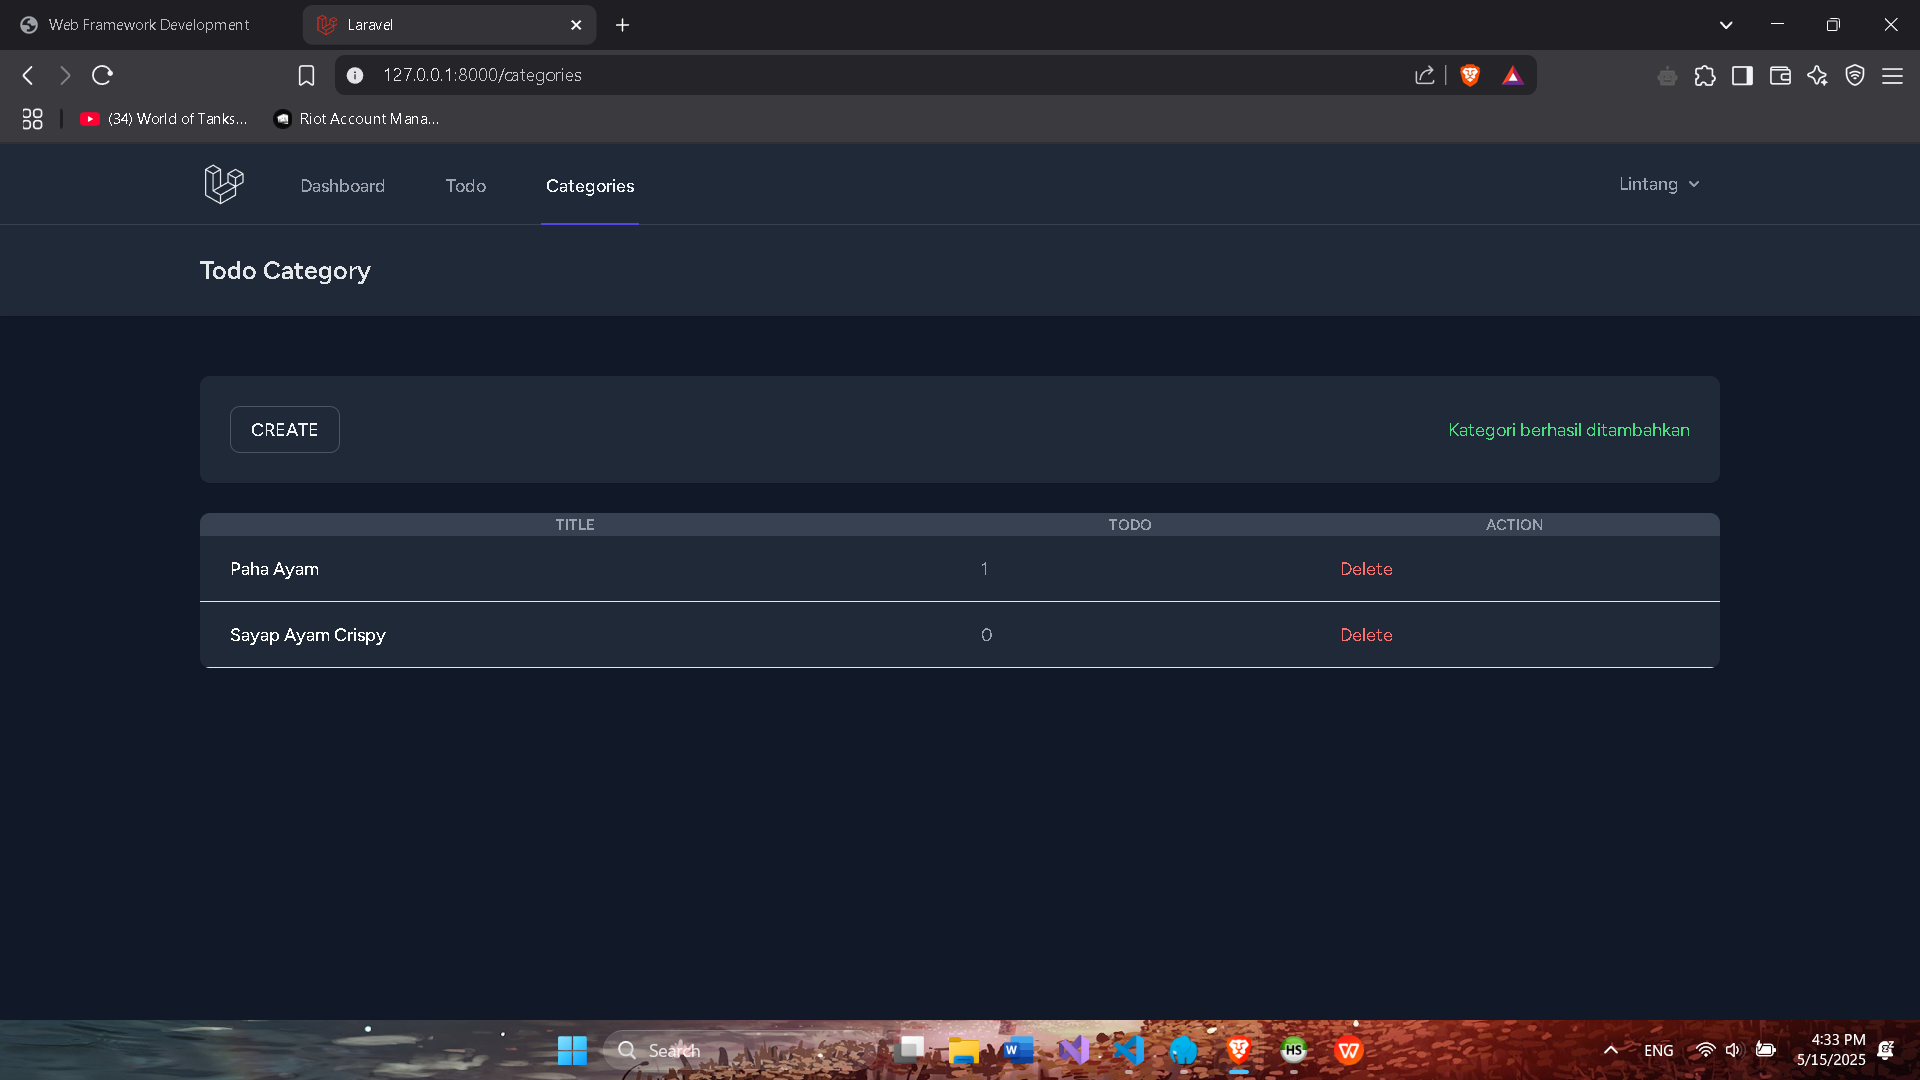 Web Framework Development
Laravel
127.0.0.1:8000/categories
(34) World of Tanks...
Riot Account Mana...
Dashboard
Todo
Categories
Lintang
Todo Category
CREATE
Kategori berhasil ditambahkan
TITLE TODO ACTION
Paha Ayam 1 Delete
Sayap Ayam Crispy 0 Delete
Search
W
HS
W
ENG
4:33 PM
5/15/2025